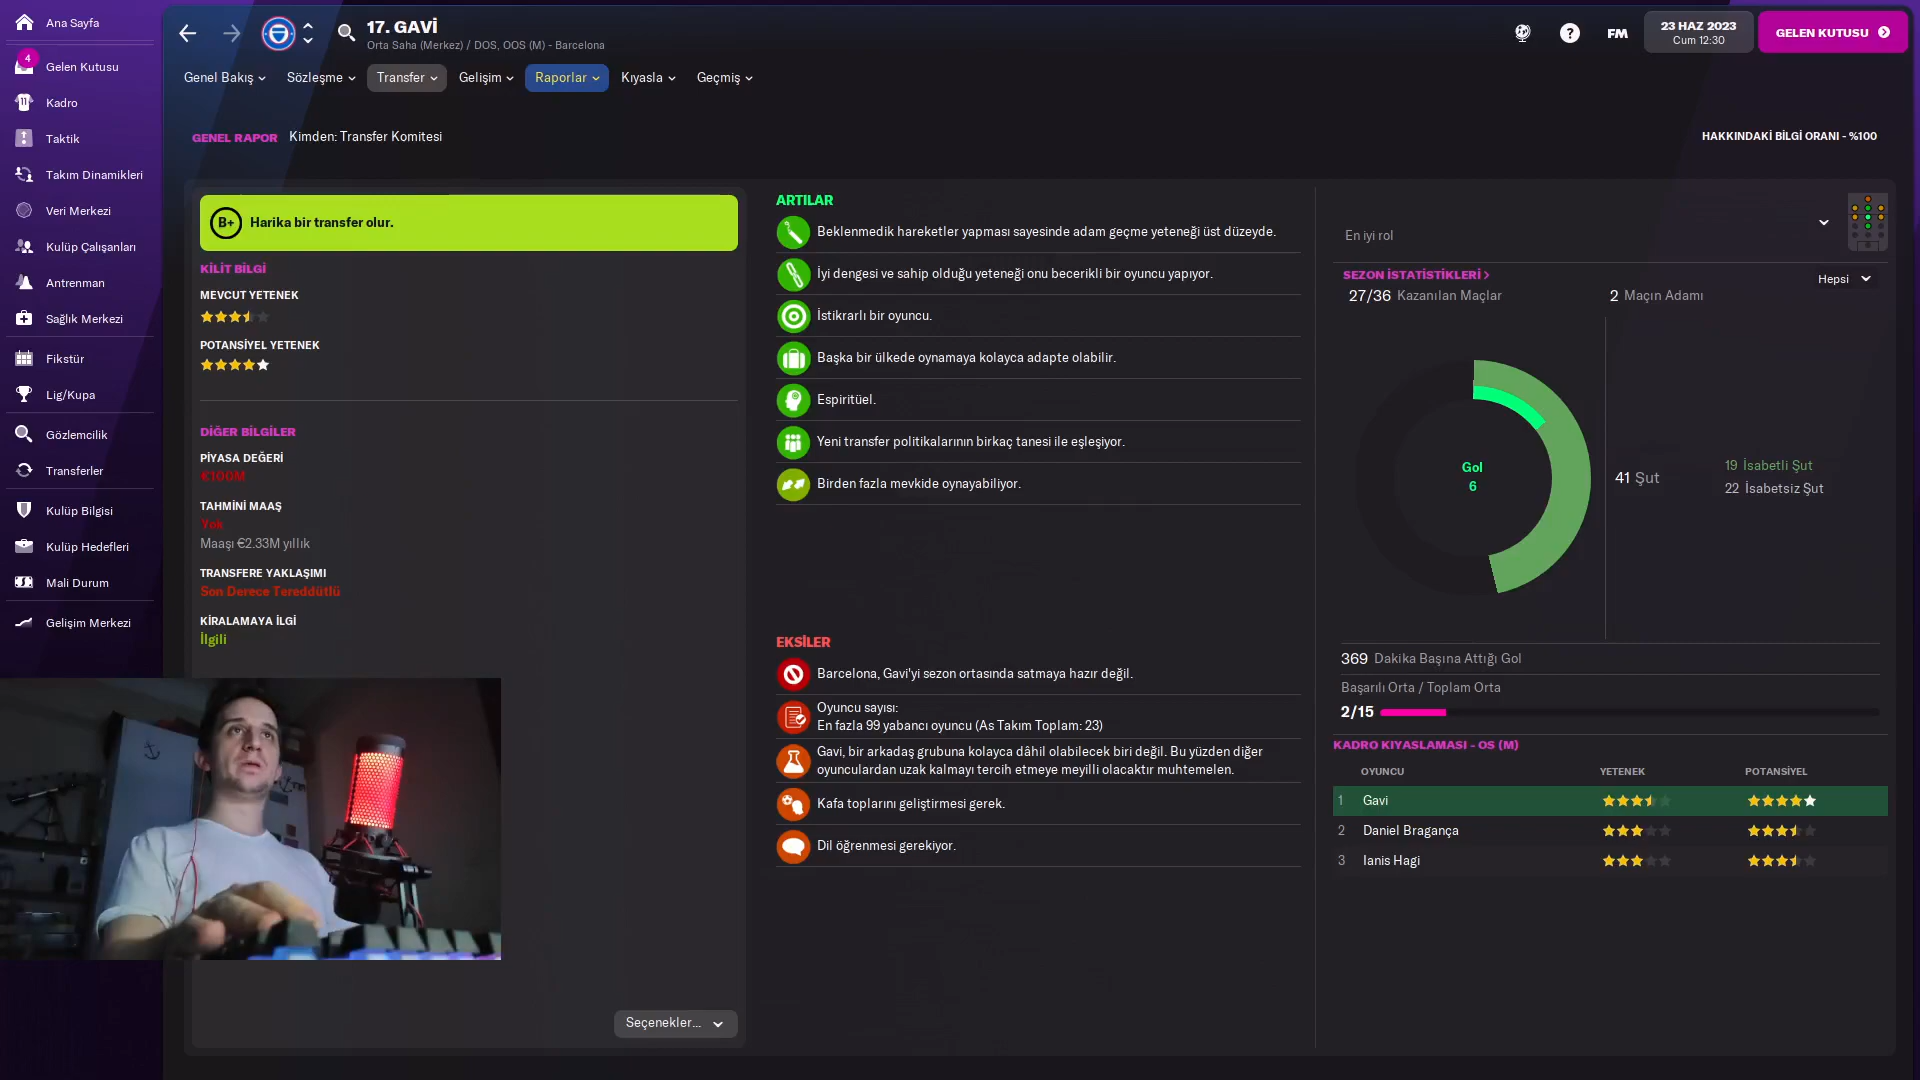 Ana Sayfa
4
Gelen Kutusu
Kadro
Taktik
Takım Dinamikleri
Veri Merkezi
Kulüp Çalışanları
Antrenman
Sağlık Merkezi
Fikstür
Lig/Kupa
Gözlemcilik
Transferler
Kulüp Bilgisi
Kulüp Hedefleri
Mali Durum
Gelişim Merkezi
17. GAVİ
Orta Saha (Merkez) / DOS, OOS (M) - Barcelona
? FM
23 HAZ 2023
Cum 12:30
GELEN KUTUSU
Genel Bakış Sözleşme Transfer Gelişim Raporlar Kıyasla Geçmiş
GENEL RAPOR Kimden: Transfer Komitesi
HAKKINDAKİ BİLGİ ORANI - %100
B+ Harika bir transfer olur.
KİLİT BİLGİ
MEVCUT YETENEK
POTANSİYEL YETENEK
DİĞER BİLGİLER
PİYASA DEĞERİ
€100M
TAHMİNİ MAAŞ
Yok
Maaşı €2.33M yıllık
TRANSFERE YAKLAŞIMI
Son Derece Tereddütlü
KİRALAMAYA İLGİ
İlgili
Seçenekler...
ARTILAR
Beklenmedik hareketler yapması sayesinde adam geçme yeteneği üst düzeyde.
İyi dengesi ve sahip olduğu yeteneği onu becerikli bir oyuncu yapıyor.
İstikrarlı bir oyuncu.
Başka bir ülkede oynamaya kolayca adapte olabilir.
Espiritüel.
Yeni transfer politikalarının birkaç tanesi ile eşleşiyor.
Birden fazla mevkide oynayabiliyor.
EKSİLER
Barcelona, Gavi'yi sezon ortasında satmaya hazır değil.
Oyuncu sayısı:
En fazla 99 yabancı oyuncu (As Takım Toplam: 23)
Gavi, bir arkadaş grubuna kolayca dâhil olabilecek biri değil. Bu yüzden diğer
oyunculardan uzak kalmayı tercih etmeye meyilli olacaktır muhtemelen.
Kafa toplarını geliştirmesi gerek.
Dil öğrenmesi gerekiyor.
En iyi rol
SEZON İSTATİSTİKLERİ >
Hepsi
27/36 Kazanılan Maçlar
2 Maçın Adamı
Gol
6
41 Şut
19 İsabetli Şut
22 İsabetsiz Şut
369 Dakika Başına Attığı Gol
Başarılı Orta / Toplam Orta
2/15
KADRO KIYASLAMASI - OS (M)
OYUNCU YETENEK POTANSİYEL
1 Gavi
2 Daniel Bragança
3 Ianis Hagi